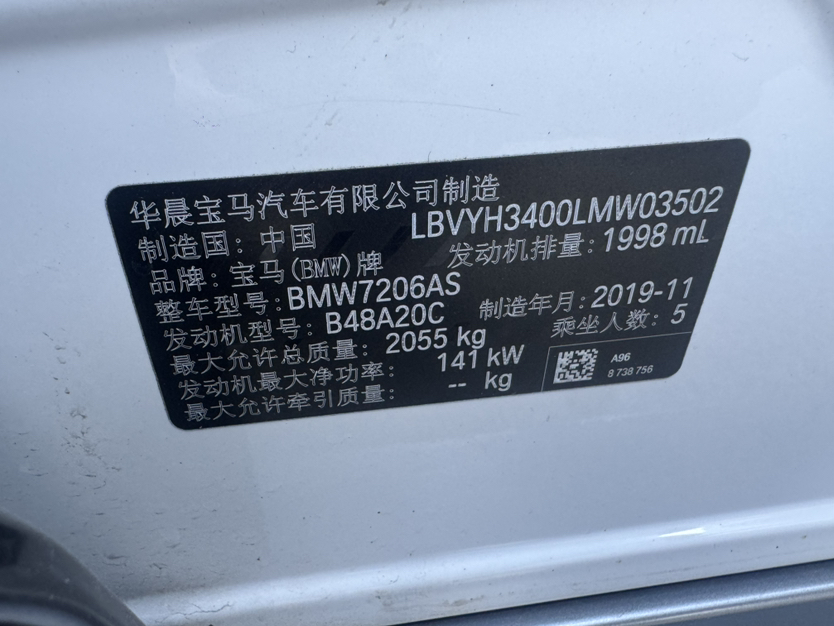 华晨宝马汽车有限公司制造
LBVYH3400LMW03502
制造国: 中国
发动机排量: 1998 mL
品牌: 宝马(BMW)牌
整车型号: BMW7206AS
制造年月: 2019-11
发动机型号: B48A20C
乘坐人数: 5
最大允许总质量: 2055 kg
发动机最大净功率: 141 kW
最大允许牵引质量: -- kg
A96
8 738 756